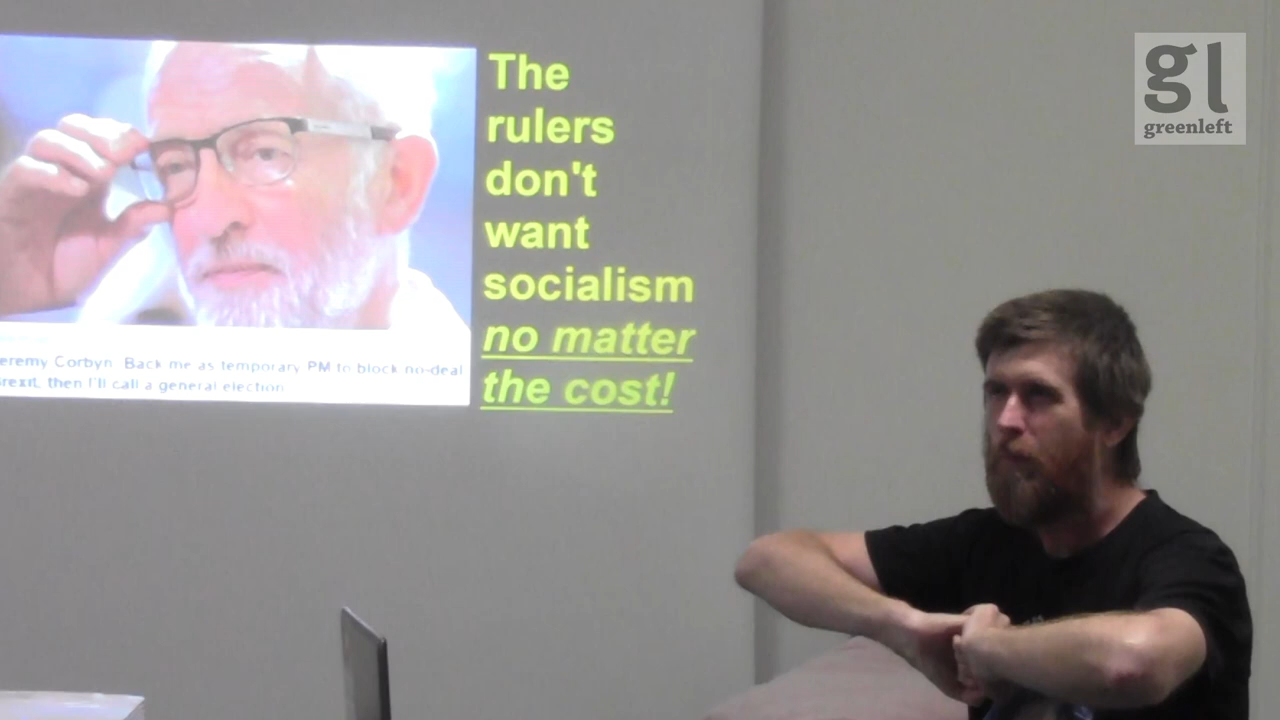 The
rulers
don't
want
socialism
no matter
the cost!
eremy Corbyn: Back me as temporary PM to block no-deal
rexit, then I'll call a general election
gl
greenleft